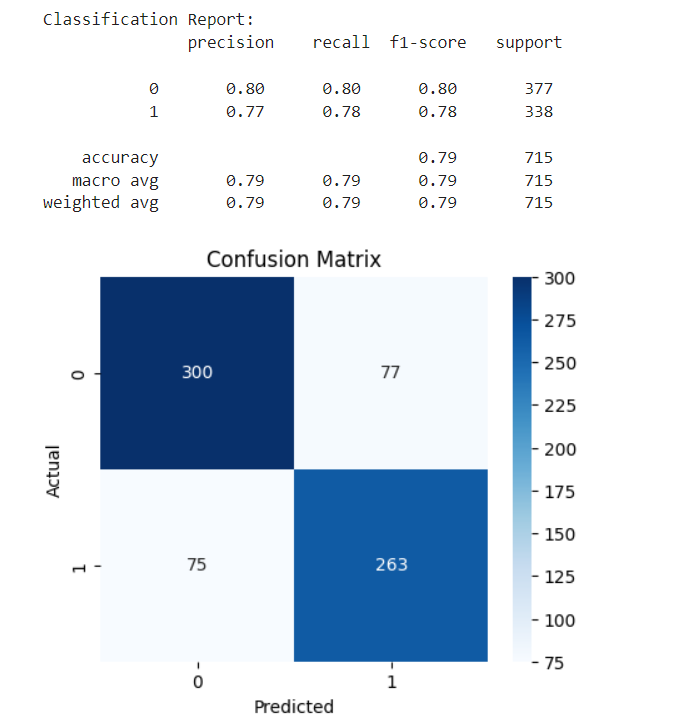 Classification Report:
precision recall f1-score support
0 0.80 0.80 0.80 377
1 0.77 0.78 0.78 338
accuracy 0.79 715
macro avg 0.79 0.79 0.79 715
weighted avg 0.79 0.79 0.79 715
Confusion Matrix
300
275
250
225
200
175
150
125
100
75
0
300 77
Actual
1
75 263
0 1
Predicted